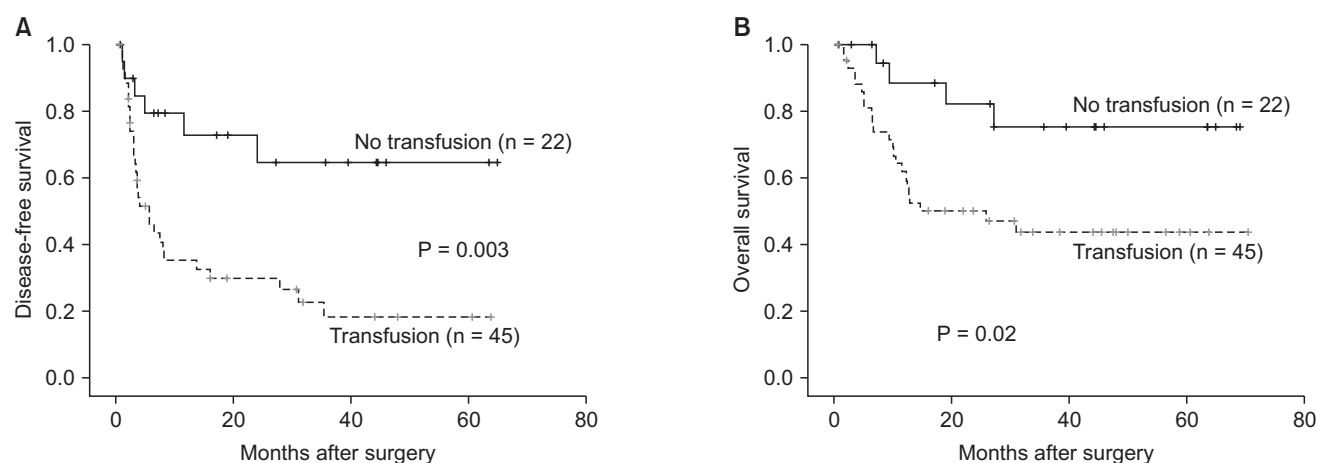 A
Disease-free survival
1.0
0.8
0.6
0.4
0.2
0.0
No transfusion (n = 22)
P = 0.003
Transfusion (n = 45)
0 20 40 60 80
Months after surgery
B
Overall survival
1.0
0.8
0.6
0.4
0.2
0.0
No transfusion (n = 22)
Transfusion (n = 45)
P = 0.02
0 20 40 60 80
Months after surgery